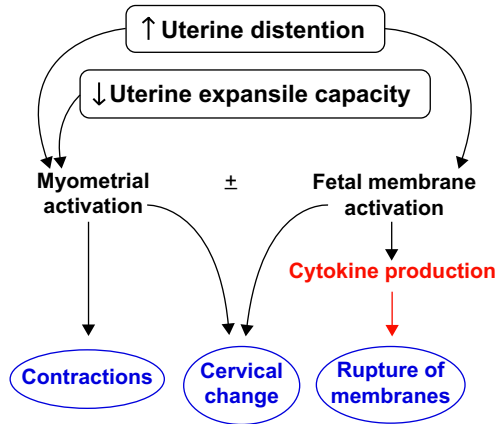 ↑ Uterine distention
↓ Uterine expansile capacity
Myometrial
activation
±
Fetal membrane
activation
Cytokine production
Contractions
Cervical
change
Rupture of
membranes